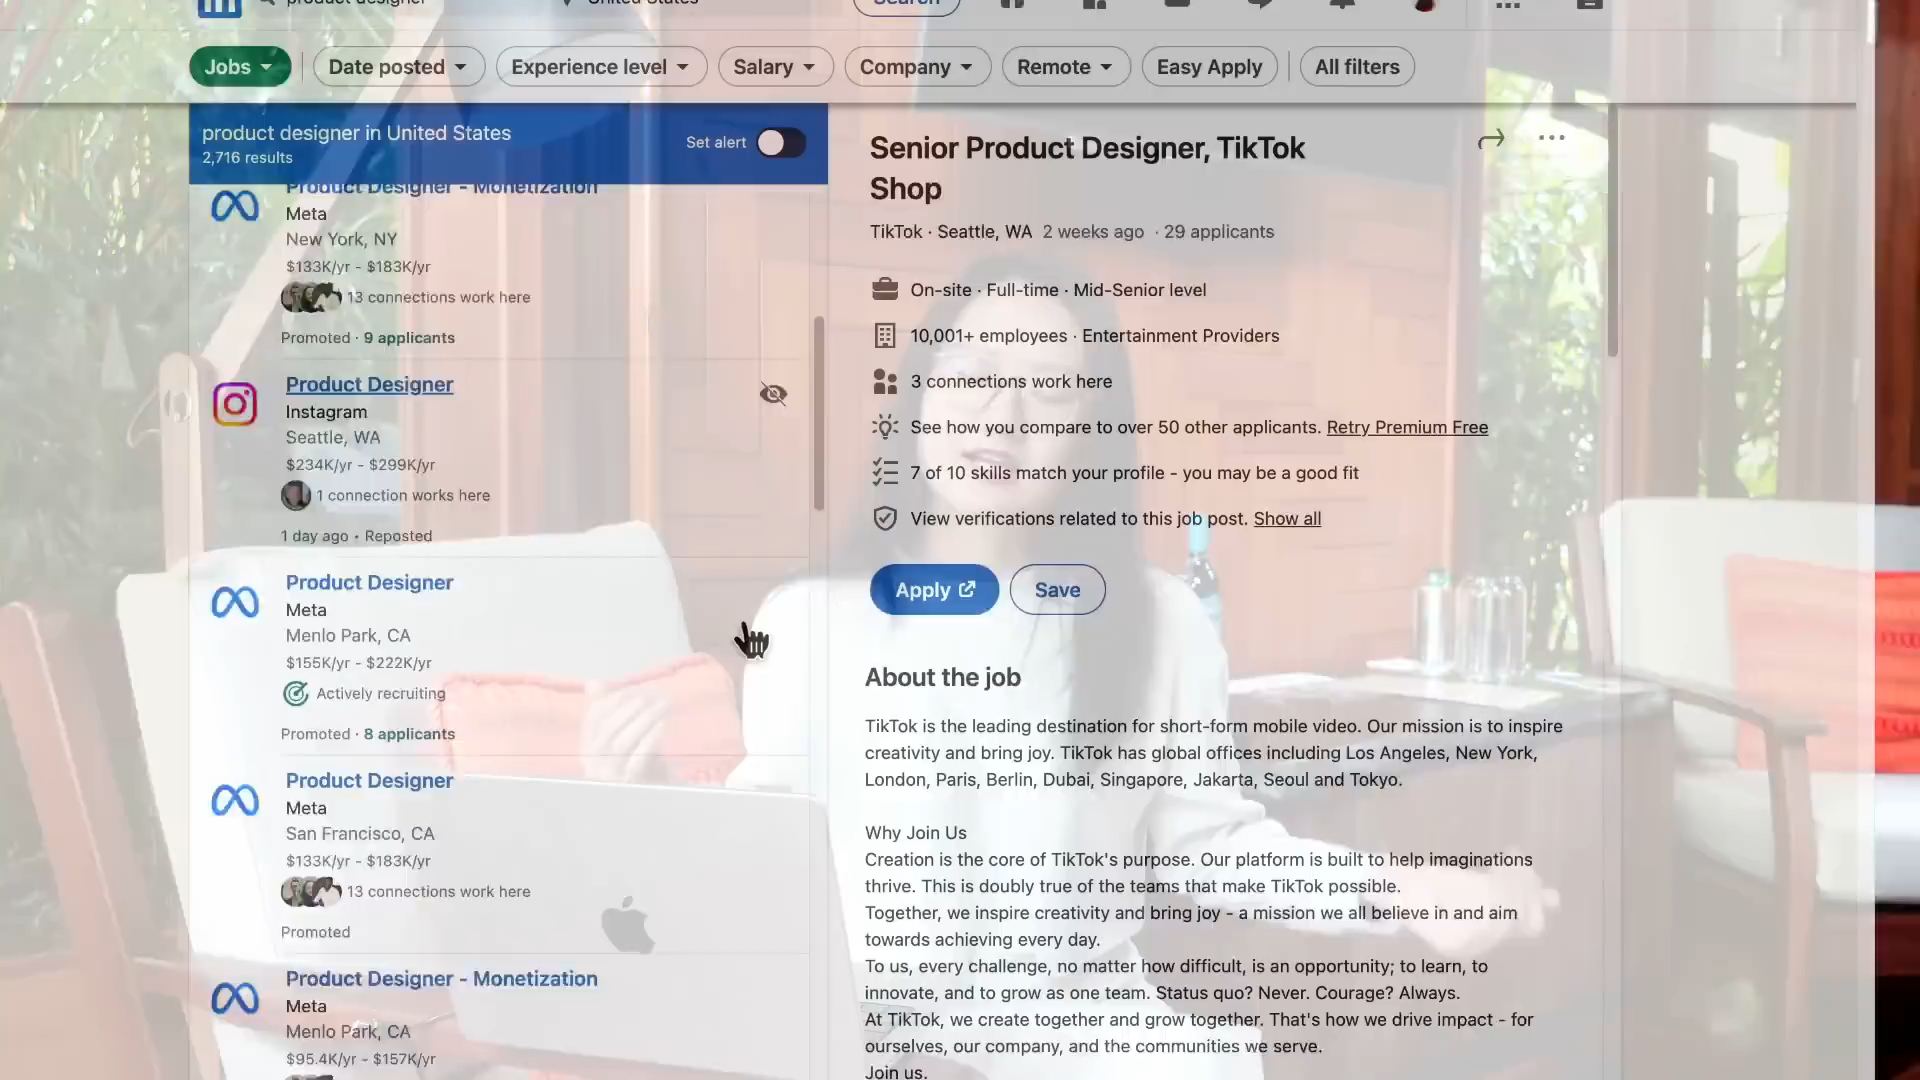 product designer
United States
Search
Jobs
Date posted
Experience level
Salary
Company
Remote
Easy Apply
All filters
product designer in United States
2,716 results
Set alert
Product Designer - Monetization
Meta
New York, NY
$133K/yr - $183K/yr
13 connections work here
Promoted · 9 applicants
Product Designer
Instagram
Seattle, WA
$234K/yr - $299K/yr
1 connection works here
1 day ago • Reposted
Product Designer
Meta
Menlo Park, CA
$155K/yr - $222K/yr
Actively recruiting
Promoted · 8 applicants
Product Designer
Meta
San Francisco, CA
$133K/yr - $183K/yr
13 connections work here
Promoted
Product Designer - Monetization
Meta
Menlo Park, CA
$95.4K/yr - $157K/yr
Senior Product Designer, TikTok
Shop
TikTok · Seattle, WA 2 weeks ago · 29 applicants
On-site · Full-time · Mid-Senior level
10,001+ employees · Entertainment Providers
3 connections work here
See how you compare to over 50 other applicants. Retry Premium Free
7 of 10 skills match your profile - you may be a good fit
View verifications related to this job post. Show all
Apply
Save
About the job
TikTok is the leading destination for short-form mobile video. Our mission is to inspire
creativity and bring joy. TikTok has global offices including Los Angeles, New York,
London, Paris, Berlin, Dubai, Singapore, Jakarta, Seoul and Tokyo.
Why Join Us
Creation is the core of TikTok's purpose. Our platform is built to help imaginations
thrive. This is doubly true of the teams that make TikTok possible.
Together, we inspire creativity and bring joy - a mission we all believe in and aim
towards achieving every day.
To us, every challenge, no matter how difficult, is an opportunity; to learn, to
innovate, and to grow as one team. Status quo? Never. Courage? Always.
At TikTok, we create together and grow together. That's how we drive impact - for
ourselves, our company, and the communities we serve.
Join us.